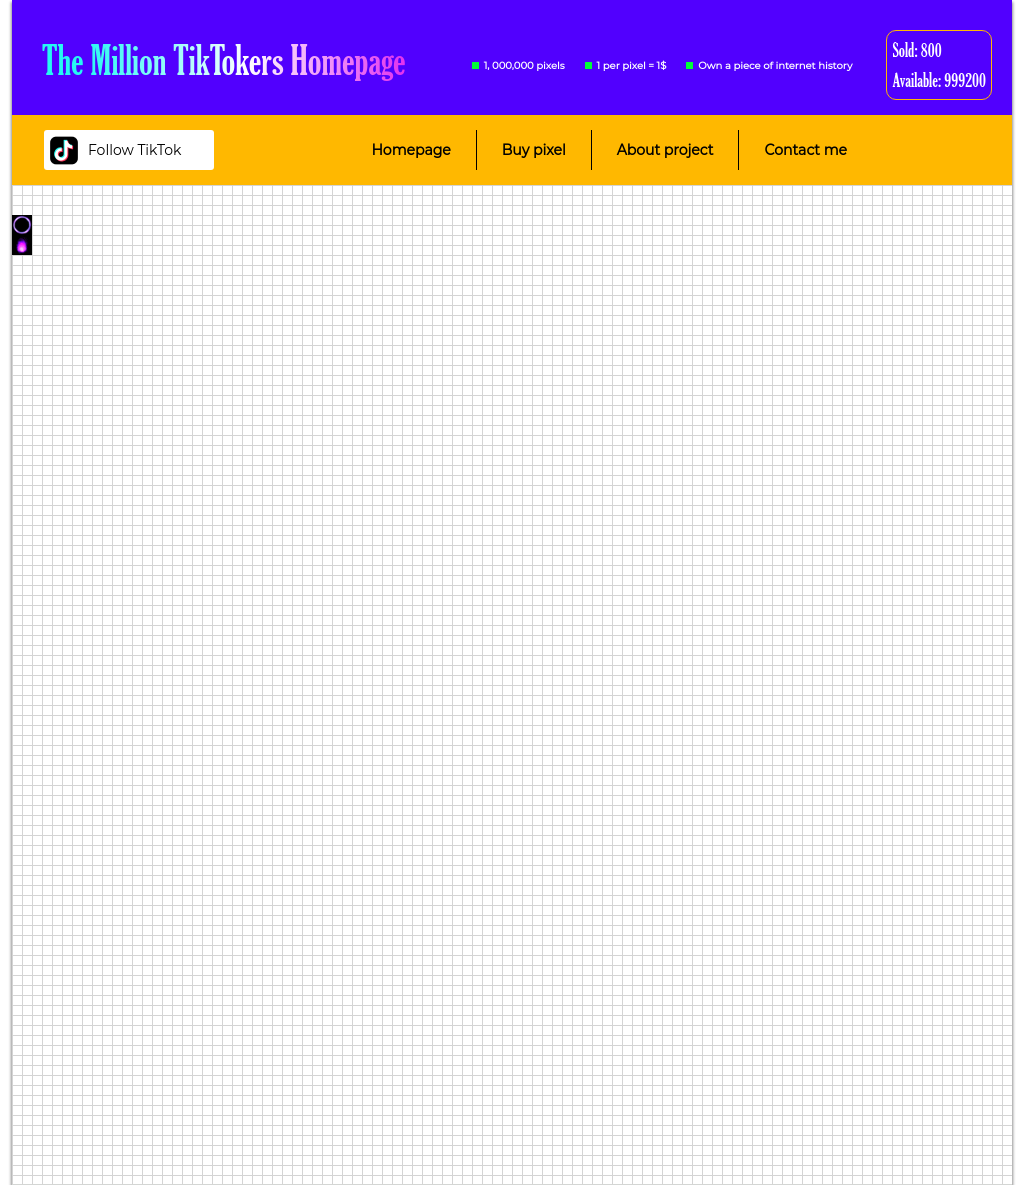 The Million TikTokers Homepage
1, 000,000 pixels
1 per pixel = 1$
Own a piece of internet history
Sold: 800
Available: 999200
Follow TikTok
Homepage
Buy pixel
About project
Contact me